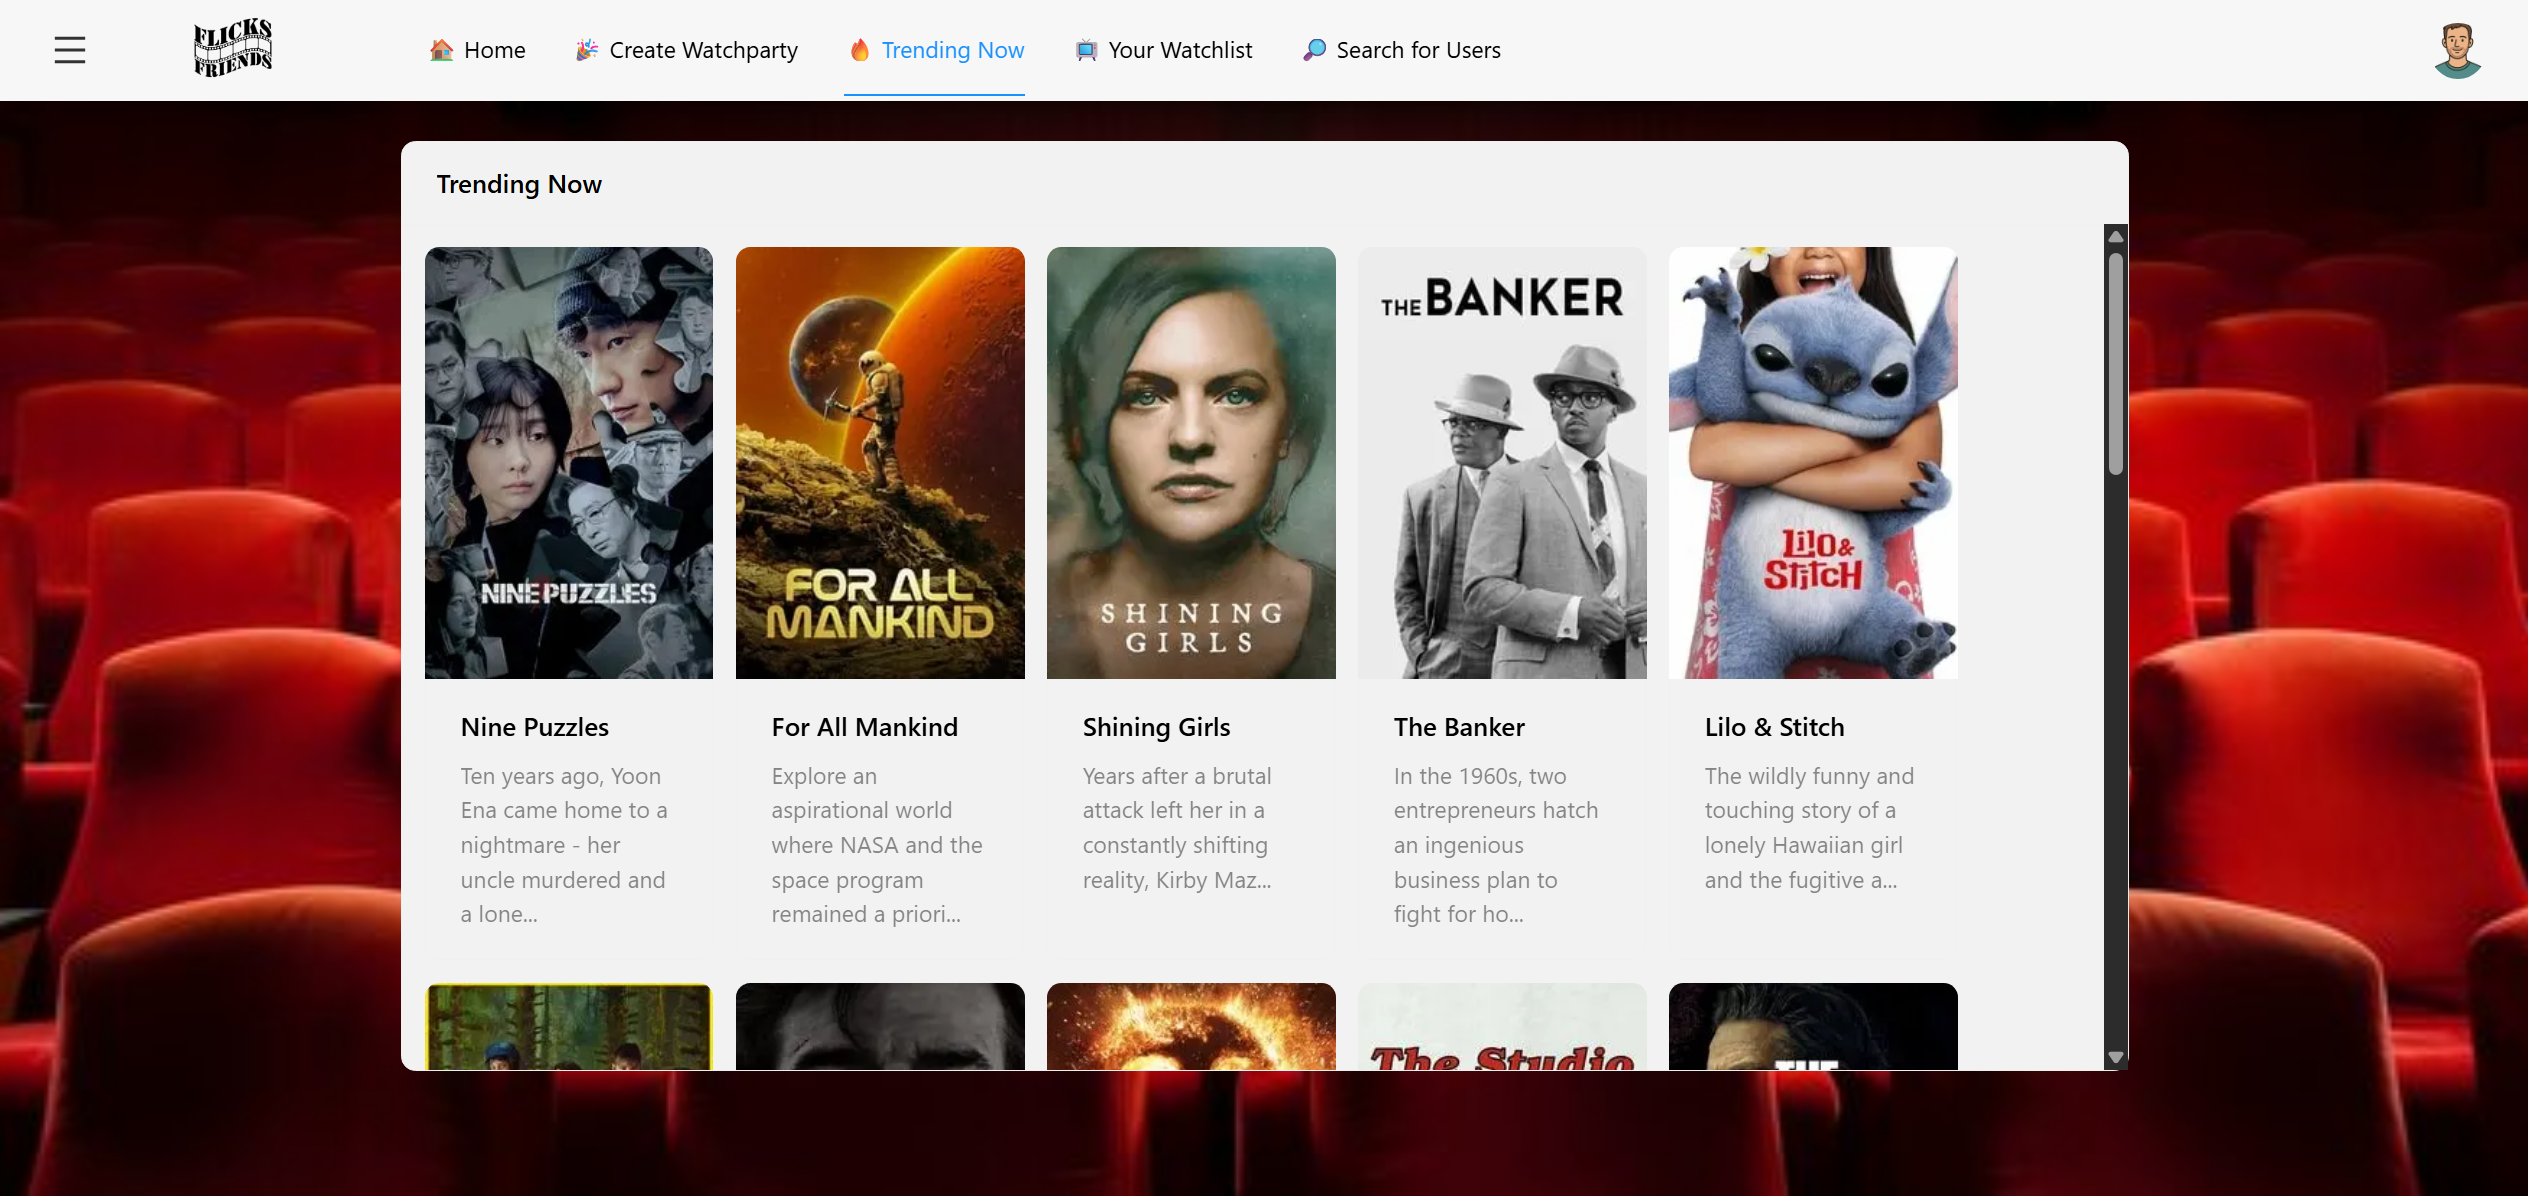 FLICKS
FRIENDS
Home
Create Watchparty
Trending Now
Your Watchlist
Search for Users
Trending Now
NINE PUZZLES
FOR ALL
MANKIND
SHINING
GIRLS
THE BANKER
LILO &
STITCH
Nine Puzzles
Ten years ago, Yoon
Ena came home to a
nightmare - her
uncle murdered and
a lone...
For All Mankind
Explore an
aspirational world
where NASA and the
space program
remained a priori...
Shining Girls
Years after a brutal
attack left her in a
constantly shifting
reality, Kirby Maz...
The Banker
In the 1960s, two
entrepreneurs hatch
an ingenious
business plan to
fight for ho...
Lilo & Stitch
The wildly funny and
touching story of a
lonely Hawaiian girl
and the fugitive a...
The Studio
THE